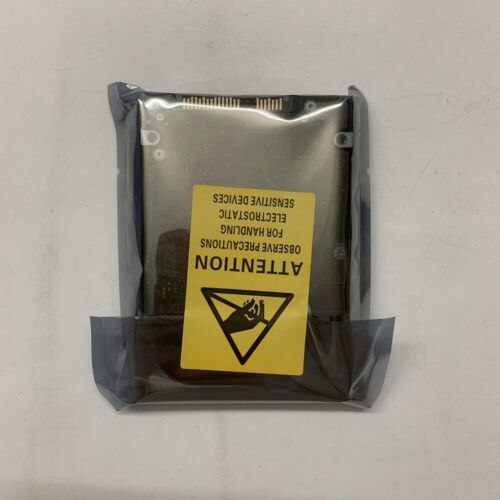 ATTENTION
OBSERVE PRECAUTIONS
FOR HANDLING
ELECTROSTATIC
SENSITIVE DEVICES